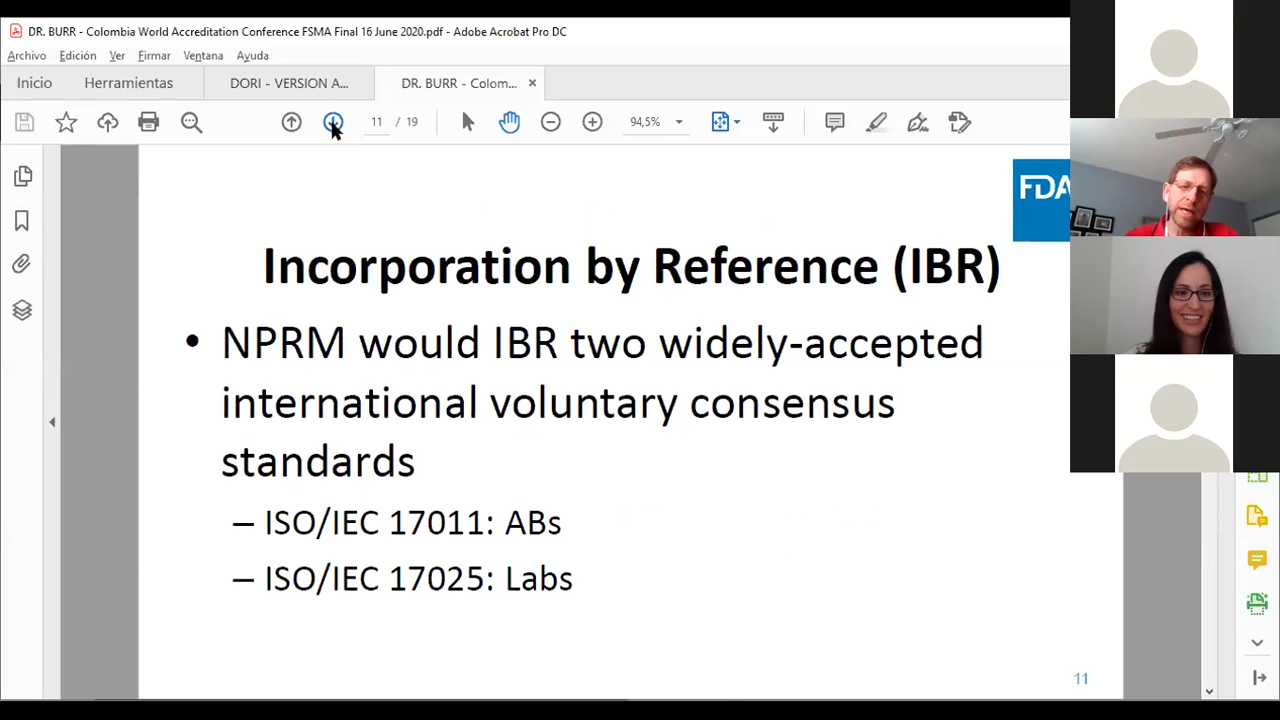 DR. BURR - Colombia World Accreditation Conference FSMA Final 16 June 2020.pdf - Adobe Acrobat Pro DC
Archivo Edición Ver Firmar Ventana Ayuda
Inicio Herramientas DORI - VERSION A... DR. BURR - Colom... ×
11 / 19 94,5%
FDA
Incorporation by Reference (IBR)
• NPRM would IBR two widely-accepted
international voluntary consensus
standards
– ISO/IEC 17011: ABs
– ISO/IEC 17025: Labs
11